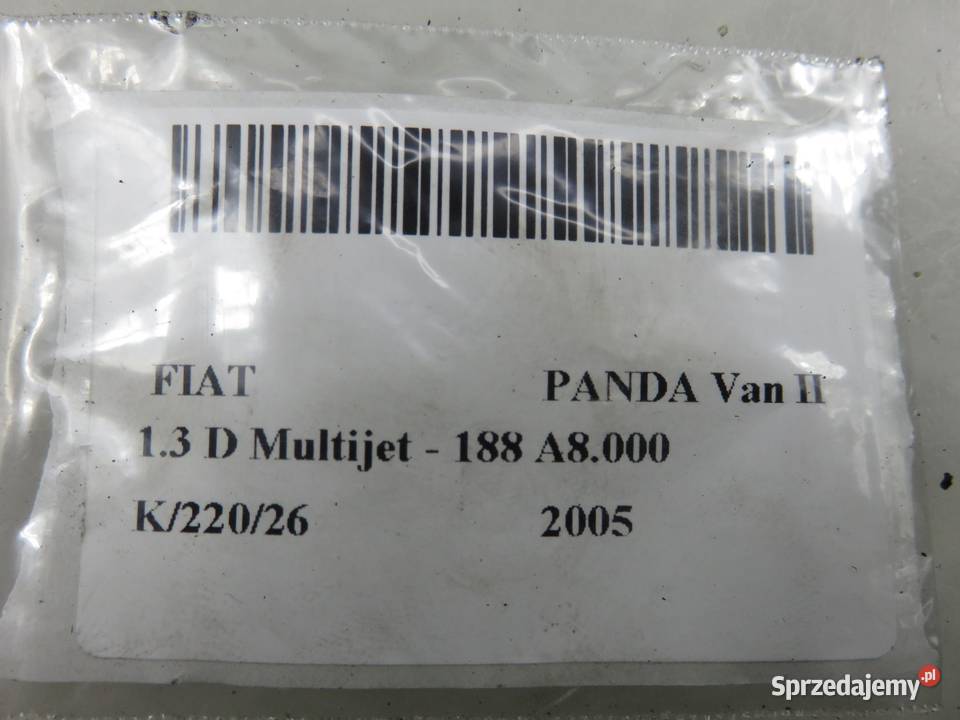 FIAT PANDA Van II
1.3 D Multijet - 188 A8.000
K/220/26 2005
Sprzedajemy.pl